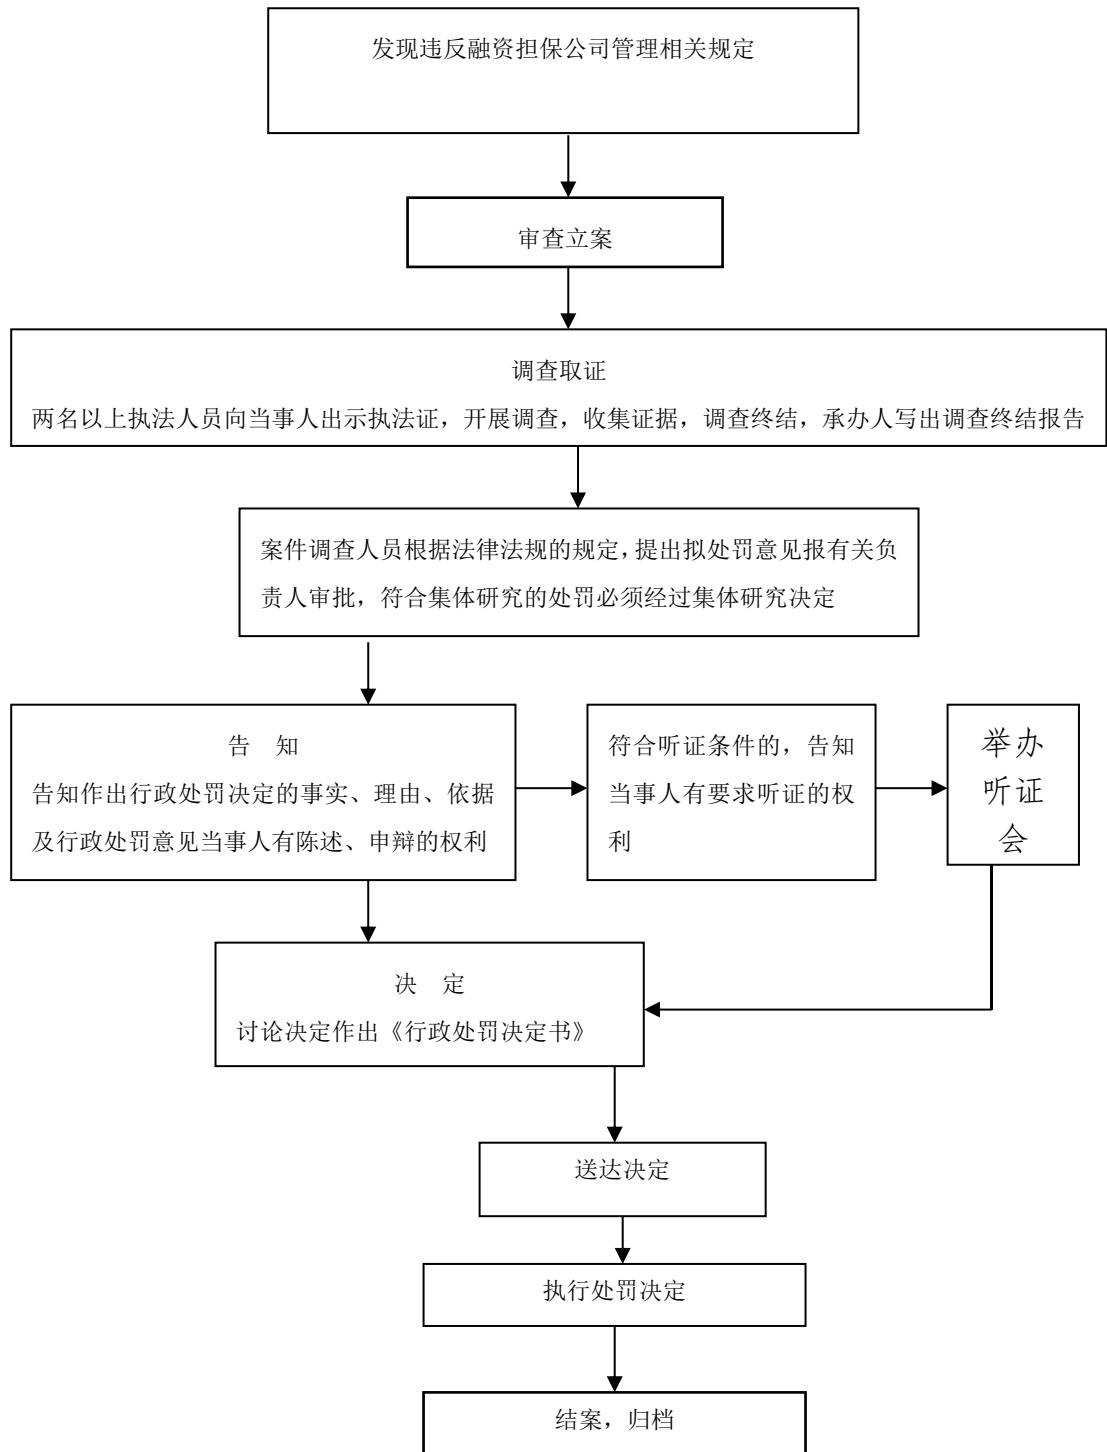 发现违反融资担保公司管理相关规定
审查立案
调查取证
两名以上执法人员向当事人出示执法证，开展调查，收集证据，调查终结，承办人写出调查终结报告
案件调查人员根据法律法规的规定，提出拟处罚意见报有关负
责人审批，符合集体研究的处罚必须经过集体研究决定
告 知
告知作出行政处罚决定的事实、理由、依据
及行政处罚意见当事人有陈述、申辩的权利
符合听证条件的，告知
当事人有要求听证的权
利
举办
听证
会
决 定
讨论决定作出《行政处罚决定书》
送达决定
执行处罚决定
结案，归档